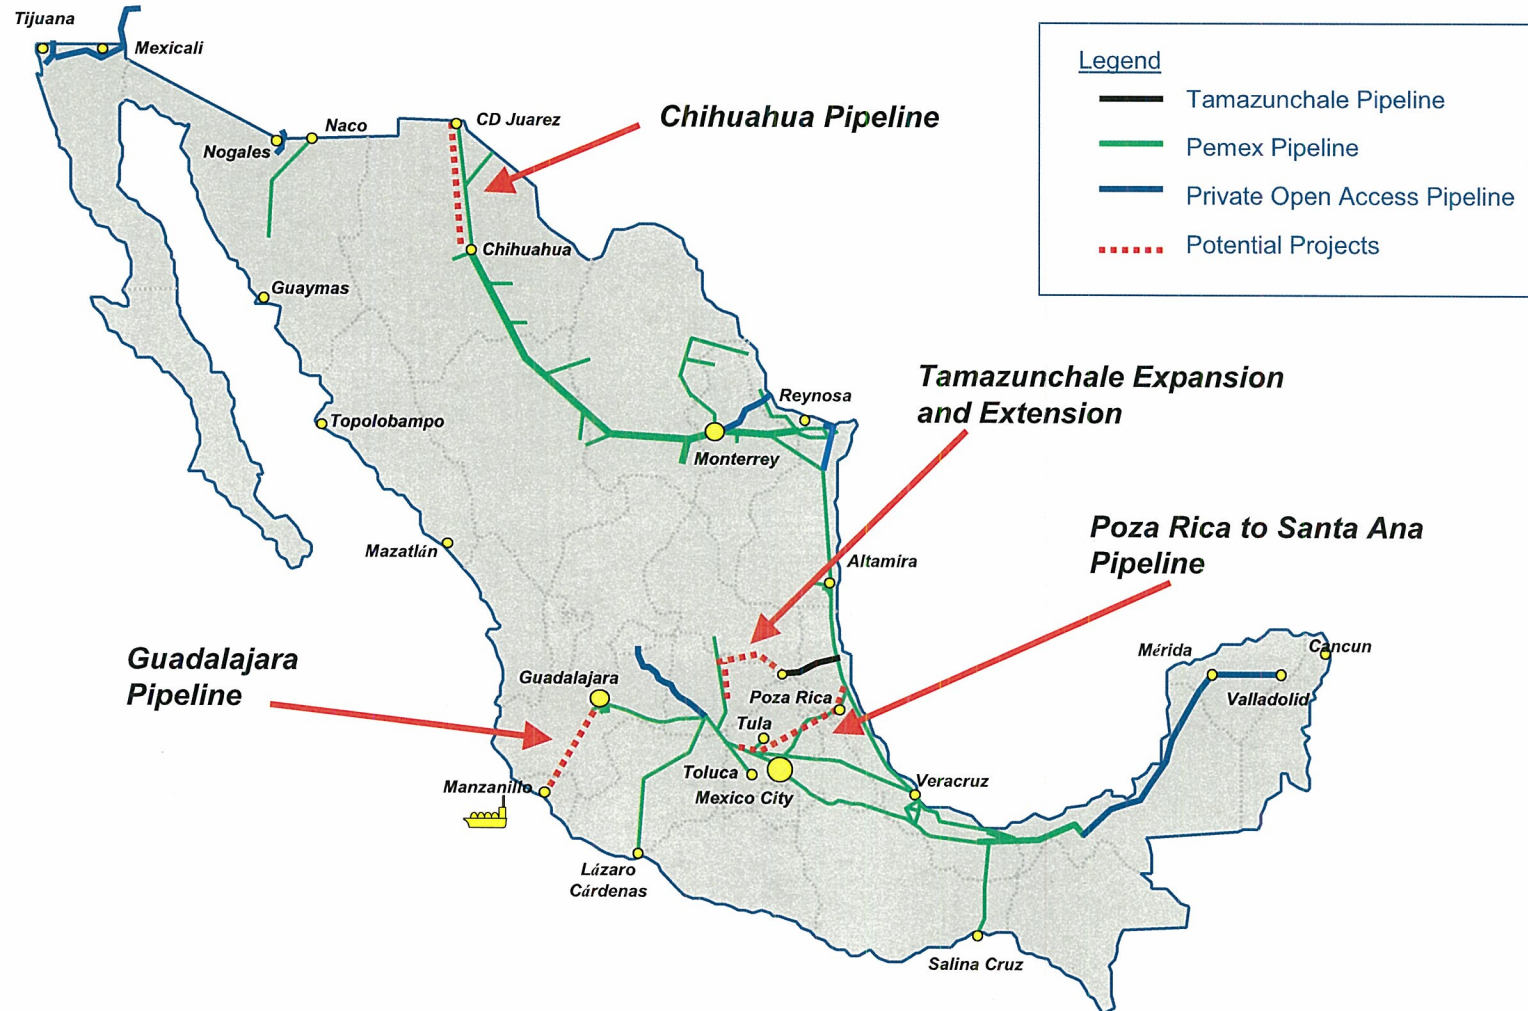 Tijuana
Mexicali
Legend
Tamazunchale Pipeline
Pemex Pipeline
Private Open Access Pipeline
Potential Projects
Naco
Nogales
CD Juarez
Chihuahua Pipeline
Chihuahua
Guaymas
Tamazunchale Expansion
and Extension
Reynosa
Topolobampo
Monterrey
Poza Rica to Santa Ana
Pipeline
Mazatlán
Altamira
Guadalajara
Pipeline
Guadalajara
Poza Rica
Tula
Mérida
Cancun
Valladolid
Toluca
Mexico City
Manzanillo
Veracruz
Lázaro
Cárdenas
Salina Cruz